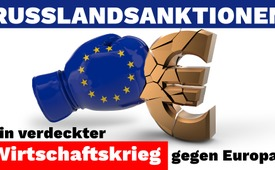 RUSSLANDSANKTIONEN
in verdeckter
Wirtschaftskrieg gegen Europa